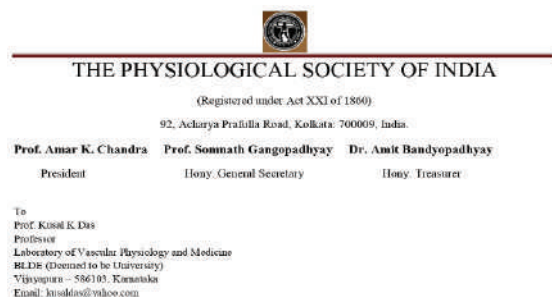 THE PHYSIOLOGICAL SOCIETY OF INDIA
(Registered under Act XXI of 1860)
92, Acharya Prafulla Road, Kolkata: 700009, India.
Prof. Amar K. Chandra Prof. Somnath Gangopadhyay Dr. Amit Bandyopadhyay
President Hony. General Secretary Hony. Treasurer
To
Prof. Kusal K Das
Professor
Laboratory of Vascular Physiology and Medicine
BLDE (Deemed to be University)
Vijayapura – 586103, Karnataka
Email: kusaldas@yahoo.com